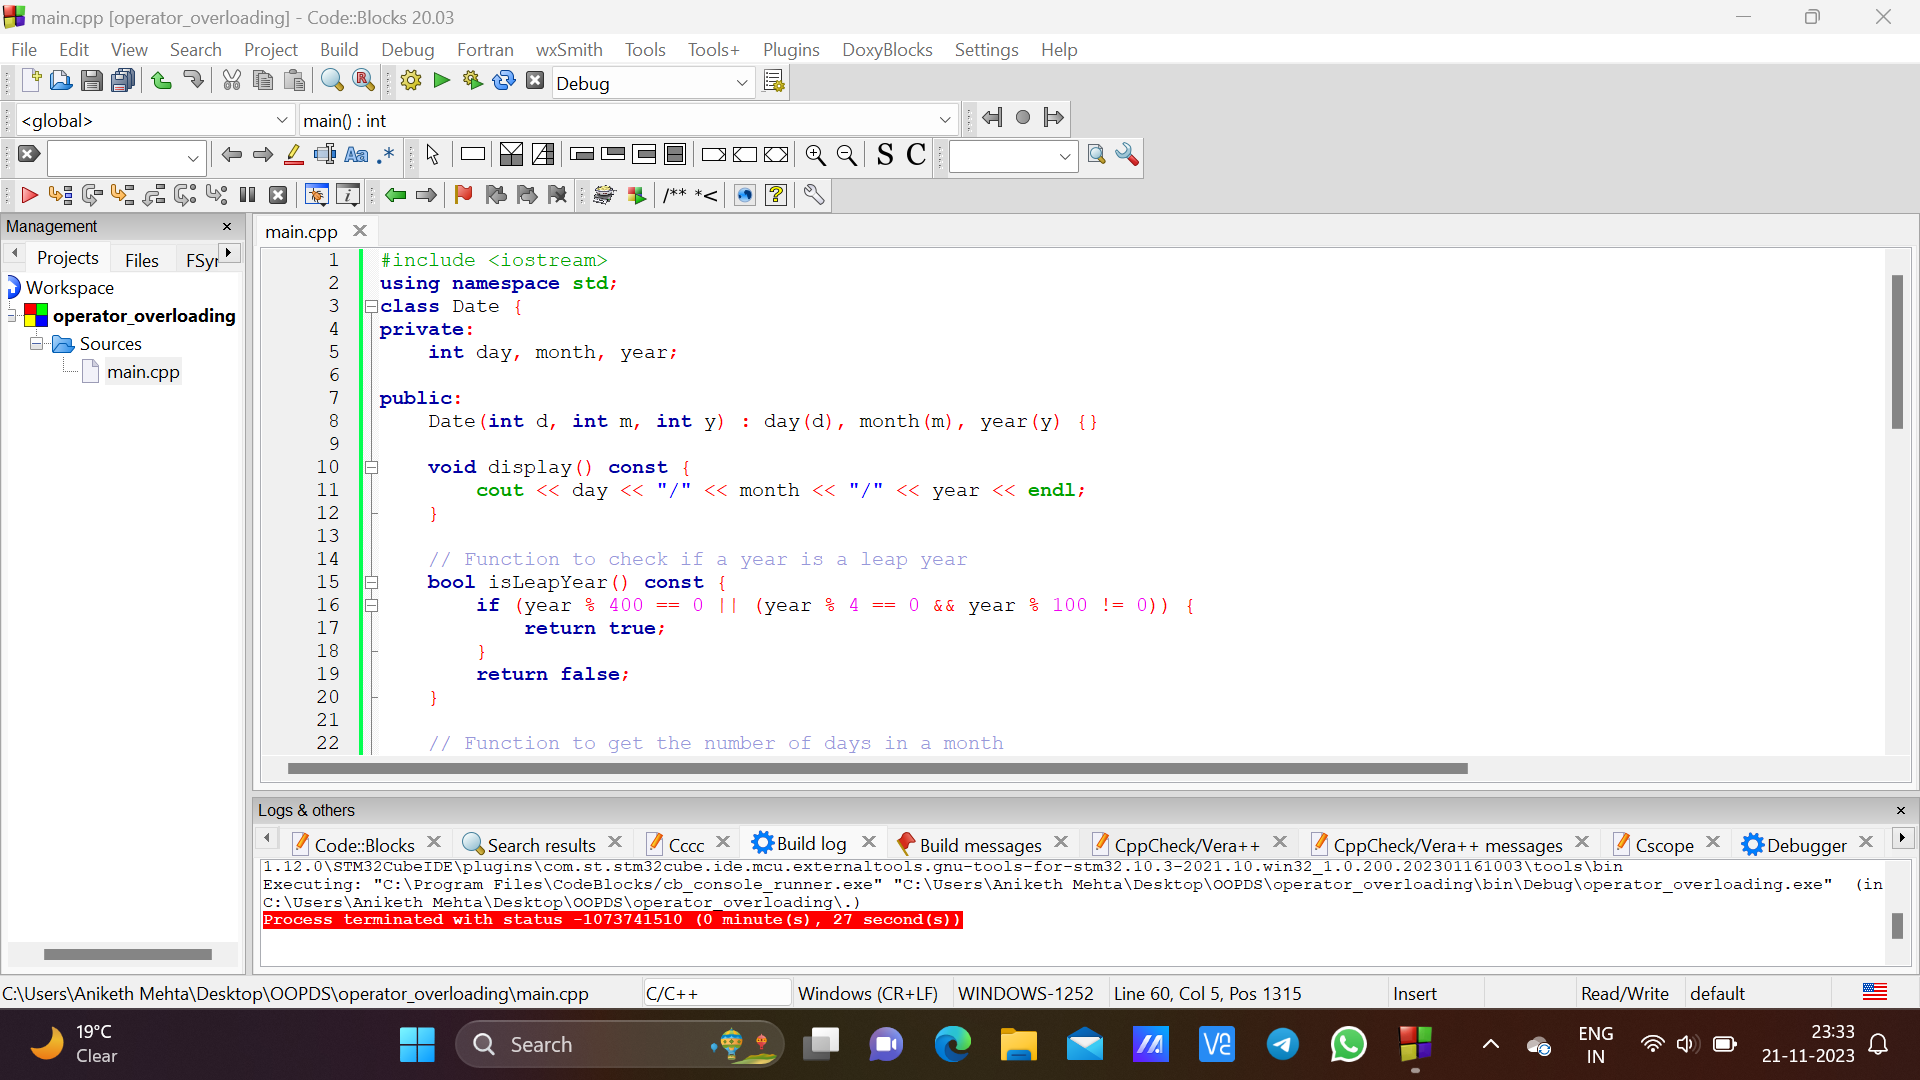 main.cpp [operator_overloading] - Code::Blocks 20.03
File Edit View Search Project Build Debug Fortran wxSmith Tools Tools+ Plugins DoxyBlocks Settings Help
Debug
<global> main() : int
Aa .* S C
/** *<
Management
Projects Files FSyr
Workspace
operator_overloading
Sources
main.cpp
main.cpp
1 #include <iostream>
2 using namespace std;
3 class Date {
4 private:
5 int day, month, year;
6
7 public:
8 Date(int d, int m, int y) : day(d), month(m), year(y) {}
9
10 void display() const {
11 cout << day << "/" << month << "/" << year << endl;
12 }
13
14 // Function to check if a year is a leap year
15 bool isLeapYear() const {
16 if (year % 400 == 0 || (year % 4 == 0 && year % 100 != 0)) {
17 return true;
18 }
19 return false;
20 }
21
22 // Function to get the number of days in a month
Logs & others
Code::Blocks Search results Cccc Build log Build messages CppCheck/Vera++ CppCheck/Vera++ messages Cscope Debugger
1.12.0\STM32CubeIDE\plugins\com.st.stm32cube.ide.mcu.externaltools.gnu-tools-for-stm32.10.3-2021.10.win32_1.0.200.202301161003\tools\bin
Executing: "C:\Program Files\CodeBlocks/cb_console_runner.exe" "C:\Users\Aniketh Mehta\Desktop\OOPDS\operator_overloading\bin\Debug\operator_overloading.exe" (in
C:\Users\Aniketh Mehta\Desktop\OOPDS\operator_overloading\.)
Process terminated with status -1073741510 (0 minute(s), 27 second(s))
C:\Users\Aniketh Mehta\Desktop\OOPDS\operator_overloading\main.cpp C/C++ Windows (CR+LF) WINDOWS-1252 Line 60, Col 5, Pos 1315 Insert Read/Write default
19°C
Clear
Search
ENG
IN
23:33
21-11-2023